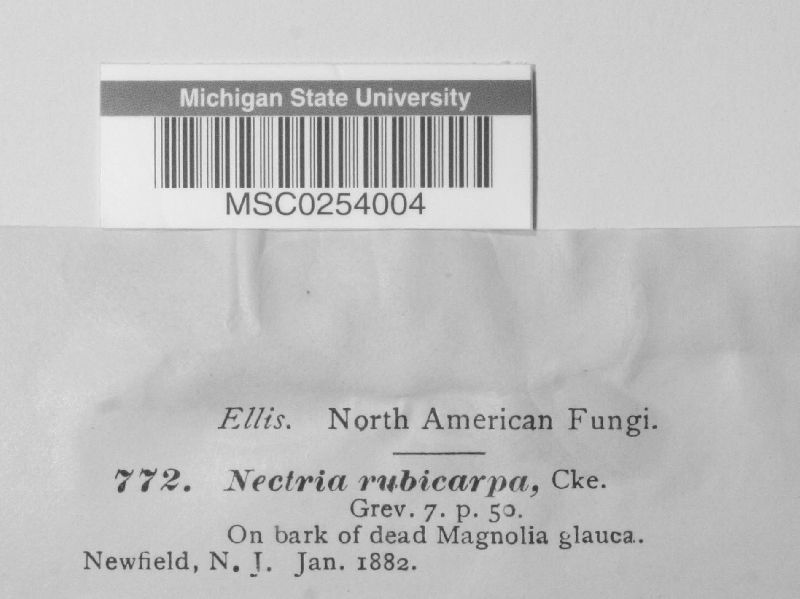 Michigan State University
MSC0254004
Ellis. North American Fungi.
772. Nectria rubicarpa, Cke.
Grev. 7. p. 50.
On bark of dead Magnolia glauca.
Newfield, N. J. Jan. 1882.